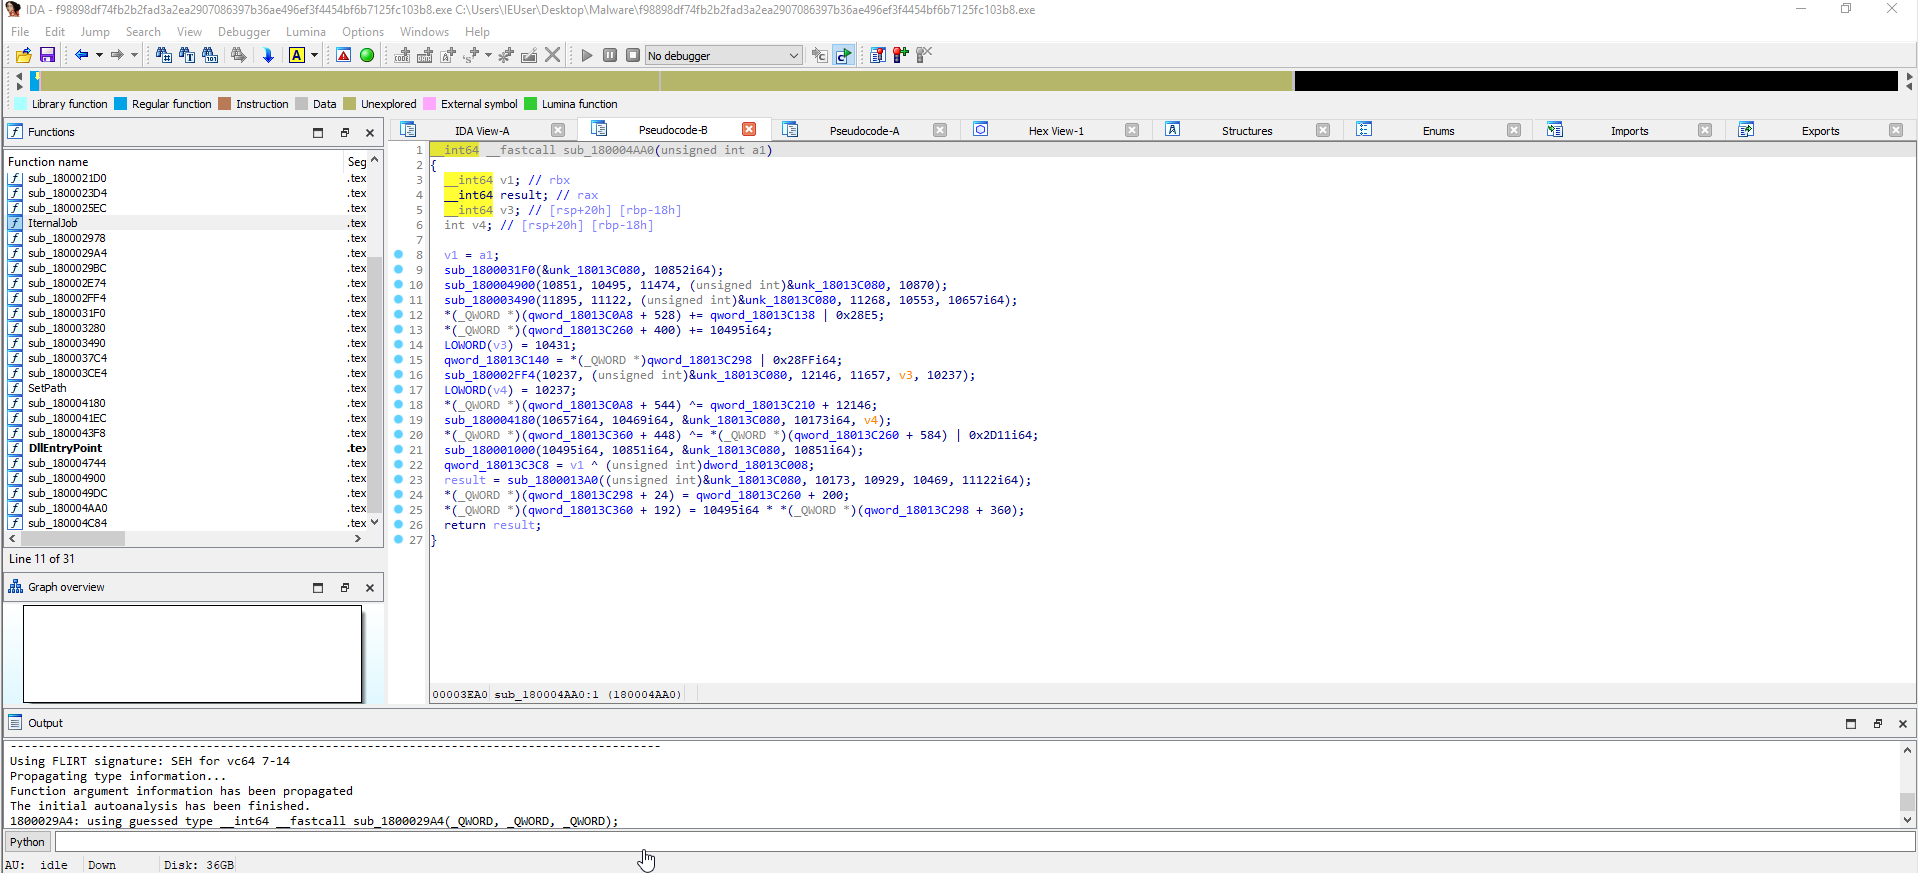 IDA - f98898df74fb2b2fad3a2ea2907086397b36ae496ef3f4454bf6b7125fc103b8.exe C:\Users\IEUser\Desktop\Malware\f98898df74fb2b2fad3a2ea2907086397b36ae496ef3f4454bf6b7125fc103b8.exe
File Edit Jump Search View Debugger Lumina Options Windows Help
No debugger
Library function Regular function Instruction Data Unexplored External symbol Lumina function
Functions
IDA View-A Pseudocode-B Pseudocode-A Hex View-1 Structures Enums Imports Exports
Function name Seg
sub_1800021D0 .tex
sub_1800023D4 .tex
sub_1800025EC .tex
IternalJob .tex
sub_180002978 .tex
sub_1800029A4 .tex
sub_1800029BC .tex
sub_180002E74 .tex
sub_180002FF4 .tex
sub_1800031F0 .tex
sub_180003280 .tex
sub_180003490 .tex
sub_1800037C4 .tex
sub_180003CE4 .tex
SetPath .tex
sub_180004180 .tex
sub_1800041EC .tex
sub_1800043F8 .tex
DllEntryPoint .tex
sub_180004744 .tex
sub_180004900 .tex
sub_1800049DC .tex
sub_180004AA0 .tex
sub_180004C84 .tex
Line 11 of 31
Graph overview
1 __int64 __fastcall sub_180004AA0(unsigned int a1)
2 {
3 __int64 v1; // rbx
4 __int64 result; // rax
5 __int64 v3; // [rsp+20h] [rbp-18h]
6 int v4; // [rsp+20h] [rbp-18h]
7
8 v1 = a1;
9 sub_1800031F0(&unk_18013C080, 10852i64);
10 sub_180004900(10851, 10495, 11474, (unsigned int)&unk_18013C080, 10870);
11 sub_180003490(11895, 11122, (unsigned int)&unk_18013C080, 11268, 10553, 10657i64);
12 *(_QWORD *)(qword_18013C0A8 + 528) += qword_18013C138 | 0x28E5;
13 *(_QWORD *)(qword_18013C260 + 400) += 10495i64;
14 LOWORD(v3) = 10431;
15 qword_18013C140 = *(_QWORD *)qword_18013C298 | 0x28FFi64;
16 sub_180002FF4(10237, (unsigned int)&unk_18013C080, 12146, 11657, v3, 10237);
17 LOWORD(v4) = 10237;
18 *(_QWORD *)(qword_18013C0A8 + 544) ^= qword_18013C210 + 12146;
19 sub_180004180(10657i64, 10469i64, &unk_18013C080, 10173i64, v4);
20 *(_QWORD *)(qword_18013C360 + 448) ^= *(_QWORD *)(qword_18013C260 + 584) | 0x2D11i64;
21 sub_180001000(10495i64, 10851i64, &unk_18013C080, 10851i64);
22 qword_18013C3C8 = v1 ^ (unsigned int)dword_18013C008;
23 result = sub_1800013A0((unsigned int)&unk_18013C080, 10173, 10929, 10469, 11122i64);
24 *(_QWORD *)(qword_18013C298 + 24) = qword_18013C260 + 200;
25 *(_QWORD *)(qword_18013C360 + 192) = 10495i64 * *(_QWORD *)(qword_18013C298 + 360);
26 return result;
27 }
00003EA0 sub_180004AA0:1 (180004AA0)
Output
---------------------------------------------------------------------------------------------
Using FLIRT signature: SEH for vc64 7-14
Propagating type information...
Function argument information has been propagated
The initial autoanalysis has been finished.
1800029A4: using guessed type __int64 __fastcall sub_1800029A4(_QWORD, _QWORD, _QWORD);
Python
AU: idle Down Disk: 36GB